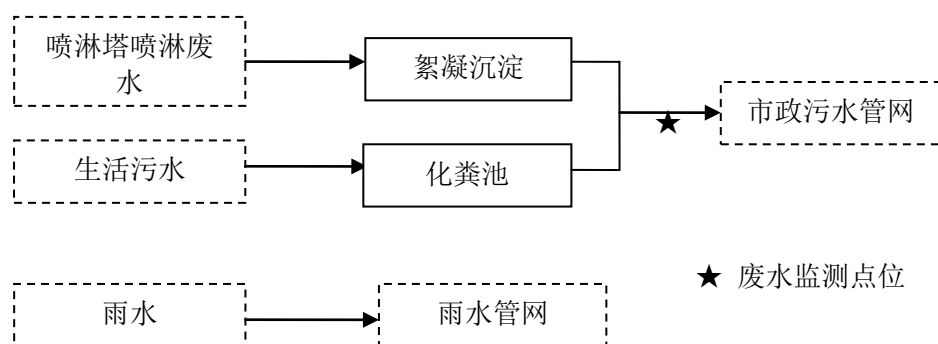 喷淋塔喷淋废
水
絮凝沉淀
市政污水管网
生活污水
化粪池
★ 废水监测点位
雨水
雨水管网